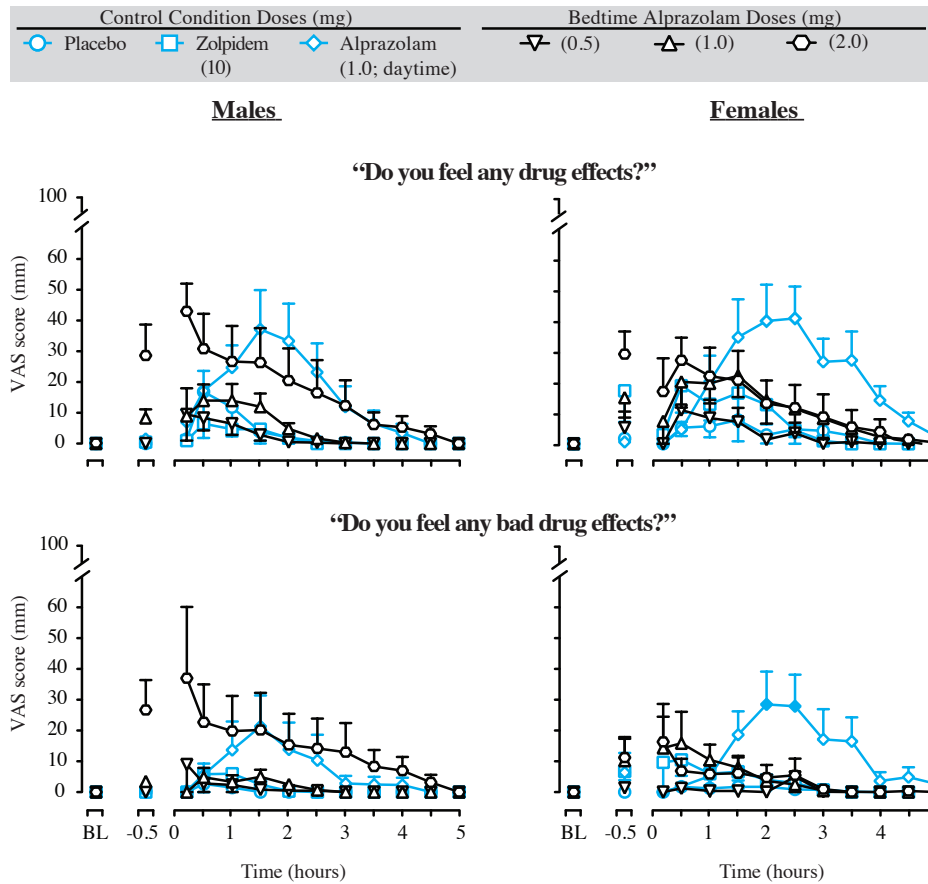 Control Condition Doses (mg)
Bedtime Alprazolam Doses (mg)
Placebo
Zolpidem
(10)
Alprazolam
(1.0; daytime)
(0.5)
(1.0)
(2.0)
Males
Females
“Do you feel any drug effects?”
100
60
50
40
30
20
10
0
VAS score (mm)
“Do you feel any bad drug effects?”
100
60
50
40
30
20
10
0
VAS score (mm)
BL -0.5 0 1 2 3 4 5
BL -0.5 0 1 2 3 4
Time (hours)
Time (hours)